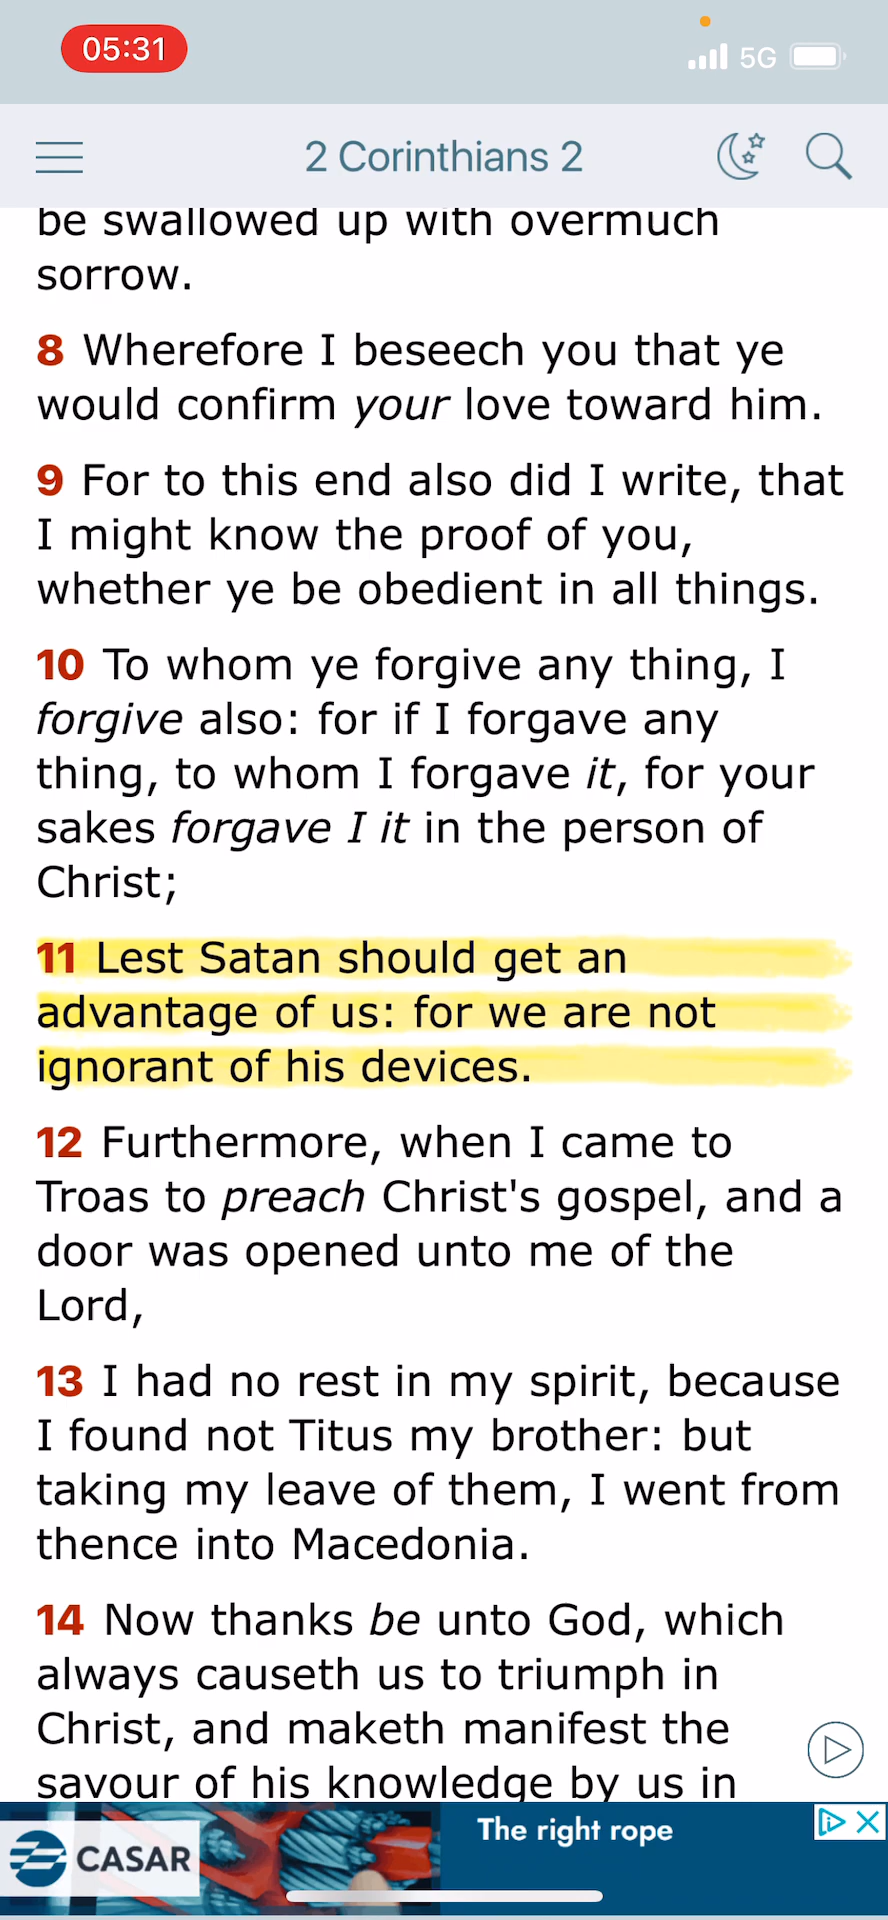 05:31
5G
2 Corinthians 2
be swallowed up with overmuch
sorrow.
8 Wherefore I beseech you that ye
would confirm your love toward him.
9 For to this end also did I write, that
I might know the proof of you,
whether ye be obedient in all things.
10 To whom ye forgive any thing, I
forgive also: for if I forgave any
thing, to whom I forgave it, for your
sakes forgave I it in the person of
Christ;
11 Lest Satan should get an
advantage of us: for we are not
ignorant of his devices.
12 Furthermore, when I came to
Troas to preach Christ's gospel, and a
door was opened unto me of the
Lord,
13 I had no rest in my spirit, because
I found not Titus my brother: but
taking my leave of them, I went from
thence into Macedonia.
14 Now thanks be unto God, which
always causeth us to triumph in
Christ, and maketh manifest the
savour of his knowledge by us in
The right rope
CASAR